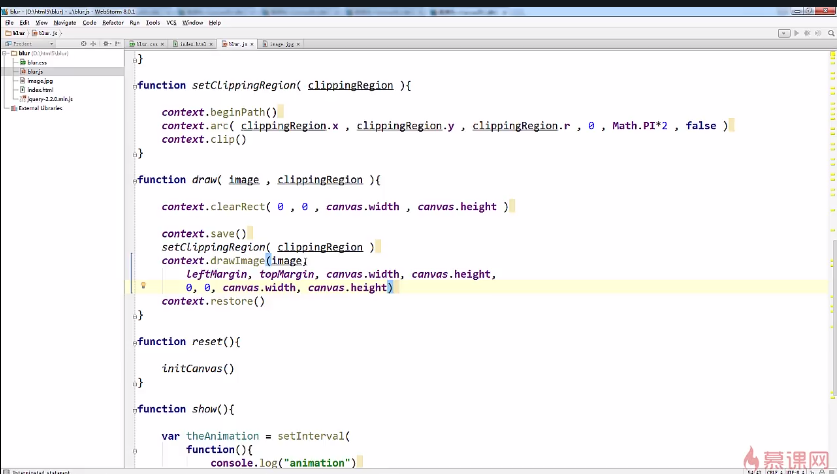 blur - [D:\html5\blur] - ...\blur.js - WebStorm 8.0.1
File Edit View Navigate Code Refactor Run Tools VCS Window Help
blur blur.js
Project
blur.css index.html blur.js image.jpg
blur (D:\html5\blur)
blur.css
blur.js
image.jpg
index.html
jquery-2.2.0.min.js
External Libraries
}
function setClippingRegion( clippingRegion ){
context.beginPath()
context.arc( clippingRegion.x , clippingRegion.y , clippingRegion.r , 0 , Math.PI*2 , false )
context.clip()
}
function draw( image , clippingRegion ){
context.clearRect( 0 , 0 , canvas.width , canvas.height )
context.save()
setClippingRegion( clippingRegion )
context.drawImage(image,
leftMargin, topMargin, canvas.width, canvas.height,
0, 0, canvas.width, canvas.height)
context.restore()
}
function reset(){
initCanvas()
}
function show(){
var theAnimation = setInterval(
function(){
console.log("animation")
慕课网